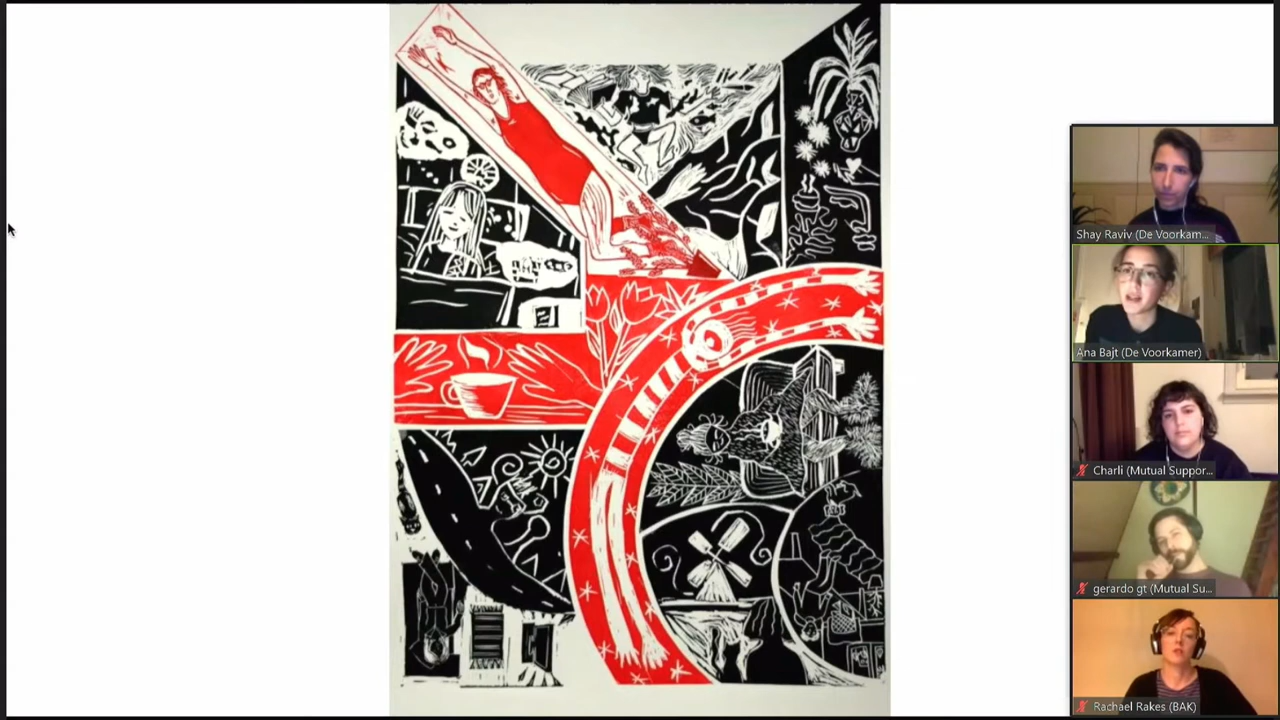 Shay Raviv (De Voorkam...
Ana Bajt (De Voorkamer)
Charli (Mutual Suppor...
gerardo gt (Mutual Su...
Rachael Rakes (BAK)